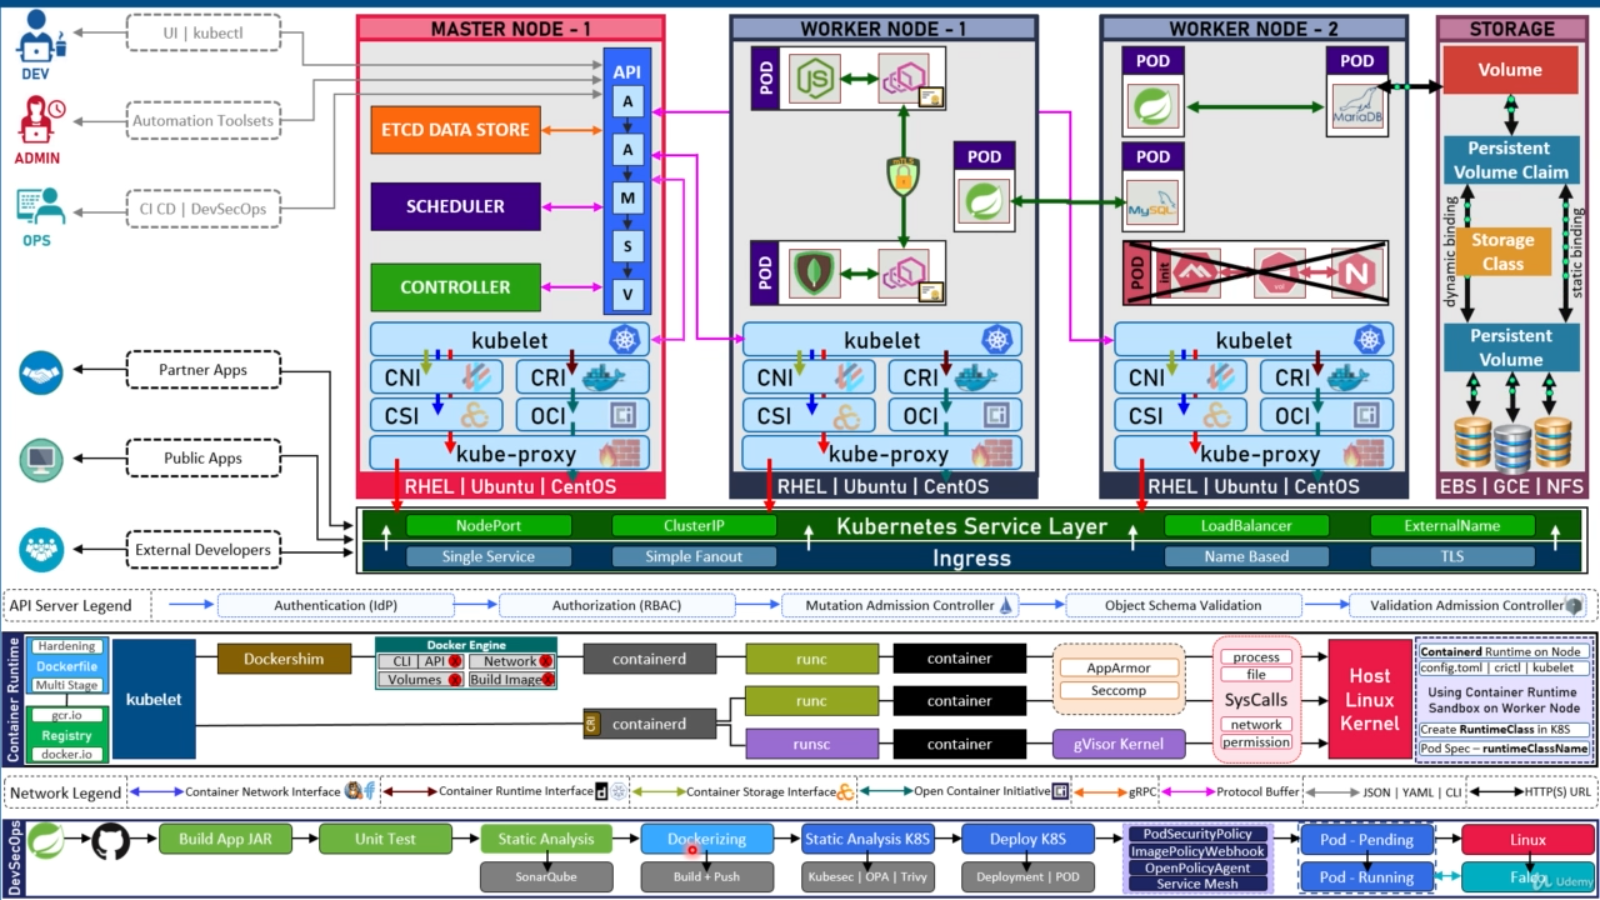 MASTER NODE - 1
WORKER NODE - 1
WORKER NODE - 2
STORAGE
DEV
UI | kubectl
ADMIN
Automation Toolsets
OPS
CI CD | DevSecOps
API
A
A
M
S
V
ETCD DATA STORE
SCHEDULER
CONTROLLER
kubelet
CNI
CRI
CSI
OCI
kube-proxy
RHEL | Ubuntu | CentOS
POD
JS
MTLS
POD
POD
kubelet
CNI
CRI
CSI
OCI
kube-proxy
RHEL | Ubuntu | CentOS
POD
POD
MariaDB
POD
MySQL
POD
init
vol
N
kubelet
CNI
CRI
CSI
OCI
kube-proxy
RHEL | Ubuntu | CentOS
Volume
Persistent
Volume Claim
dynamic binding
Storage
Class
static binding
Persistent
Volume
EBS | GCE | NFS
Partner Apps
Public Apps
External Developers
NodePort
ClusterIP
Kubernetes Service Layer
LoadBalancer
ExternalName
Single Service
Simple Fanout
Ingress
Name Based
TLS
API Server Legend
Authentication (IdP)
Authorization (RBAC)
Mutation Admission Controller
Object Schema Validation
Validation Admission Controller
Container Runtime
Hardening
Dockerfile
Multi Stage
gcr.io
Registry
docker.io
kubelet
Dockershim
Docker Engine
CLI | API
Network
Volumes
Build Image
containerd
runc
container
CRI
containerd
runc
container
runsc
container
AppArmor
Seccomp
gVisor Kernel
process
file
SysCalls
network
permission
Host
Linux
Kernel
Containerd Runtime on Node
config.toml | crictl | kubelet
Using Container Runtime
Sandbox on Worker Node
Create RuntimeClass in K8S
Pod Spec – runtimeClassName
Network Legend
Container Network Interface
Container Runtime Interface
Container Storage Interface
Open Container Initiative
gRPC
Protocol Buffer
JSON | YAML | CLI
HTTP(S) URL
DevSecOps
Build App JAR
Unit Test
Static Analysis
SonarQube
Dockerizing
Build + Push
Static Analysis K8S
Kubesec | OPA | Trivy
Deploy K8S
Deployment | POD
PodSecurityPolicy
ImagePolicyWebhook
OpenPolicyAgent
Service Mesh
Pod - Pending
Pod - Running
Linux
Falco
Udemy